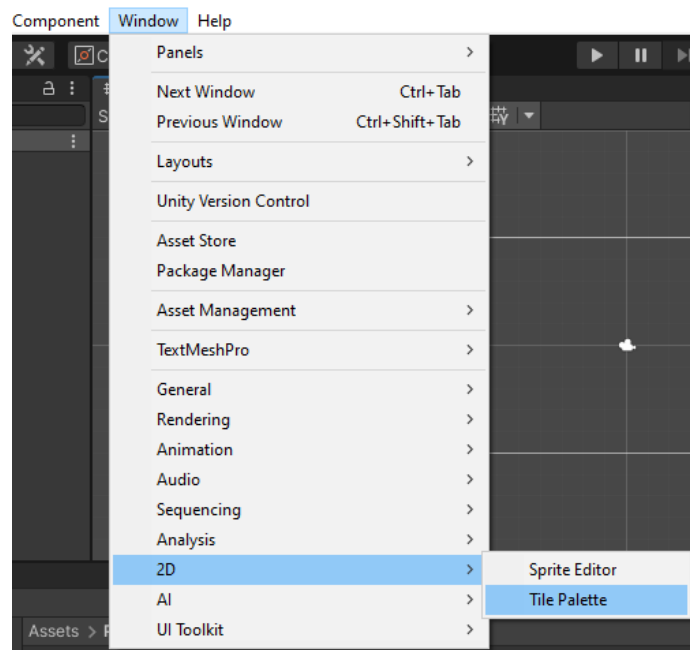 Component Window Help
C
Panels
Next Window Ctrl+Tab
Previous Window Ctrl+Shift+Tab
S
Layouts
Unity Version Control
Asset Store
Package Manager
Asset Management
TextMeshPro
General
Rendering
Animation
Audio
Sequencing
Analysis
2D
Sprite Editor
AI
Tile Palette
Assets >
UI Toolkit